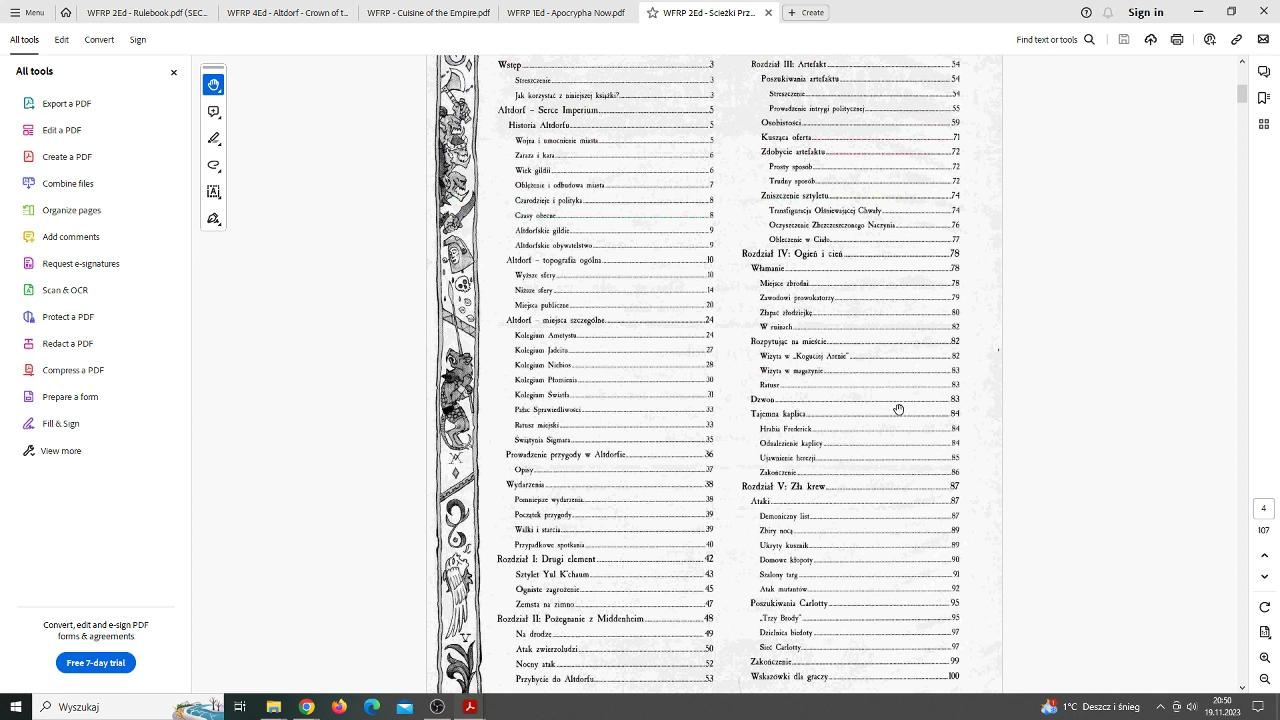 Menu
WFRP 2Ed - Rulebook.pdf (SEC...
WFRP 4Ed - Altdorf - Crown of t...
WFRP - Cuisine of the Empire.pdf
WFRP 1Ed - Apocrypha Now.pdf
WFRP 2Ed - Ścieżki Prz...
Create
Sign in
All tools
Edit
Convert
Sign
Find text or tools
All tools
Export a PDF
Edit a PDF
Create a PDF
Combine files
Organize pages
Add comments
Request e-signatures
Scan & OCR
Protect a PDF
Redact a PDF
Compress a PDF
Prepare a form
Fill & Sign
View more
Convert, edit and e-sign PDF
forms & agreements
Free 7-day trial
Wstęp 3
Streszczenie 3
Jak korzystać z niniejszej książki? 3
Altdorf – Serce Imperium 5
Historia Altdorfu 5
Wojna i umocnienie miasta 5
Zaraza i kara 6
Wiek gildii 6
Oblężenie i odbudowa miasta 7
Czarodzieje i polityka 8
Czasy obecne 8
Altdorfskie gildie 9
Altdorfskie obywatelstwo 9
Altdorf – topografia ogólna 10
Wyższe sfery 10
Niższe sfery 14
Miejsca publiczne 20
Altdorf – miejsca szczególne 24
Kolegium Ametystu 24
Kolegium Jadeitu 27
Kolegium Niebios 28
Kolegium Płomienia 30
Kolegium Światła 31
Pałac Sprawiedliwości 33
Ratusz miejski 33
Świątynia Sigmara 35
Prowadzenie przygody w Altdorfie 36
Opisy 37
Wydarzenia 38
Pomniejsze wydarzenia 38
Początek przygody 39
Walki i starcia 39
Przypadkowe spotkania 40
Rozdział I: Drugi element 42
Sztylet Yul K'chaum 43
Ogniste zagrożenie 45
Zemsta na zimno 47
Rozdział II: Pożegnanie z Middenheim 48
Na drodze 49
Atak zwierzoludzi 50
Nocny atak 52
Przybycie do Altdorfu 53
Rozdział III: Artefakt 54
Poszukiwania artefaktu 54
Streszczenie 54
Prowadzenie intrygi politycznej 55
Osobistości 59
Kusząca oferta 71
Zdobycie artefaktu 72
Prosty sposób 72
Trudny sposób 72
Zniszczenie sztyletu 74
Transfiguracja Olśniewającej Chwały 74
Oczyszczenie Zbezczeszczonego Naczynia 76
Obleczenie w Ciało 77
Rozdział IV: Ogień i cień 78
Włamanie 78
Miejsce zbrodni 78
Zawodowi prowokatorzy 79
Złapać złodziejkę 80
W ruinach 82
Rozpytując na mieście 82
Wizyta w „Koguciej Arenie” 82
Wizyta w magazynie 83
Ratusz 83
Dzwon 83
Tajemna kaplica 84
Hrabia Frederick 84
Odnalezienie kaplicy 84
Ujawnienie herezji 85
Zakończenie 86
Rozdział V: Zła krew 87
Ataki 87
Demoniczny list 87
Zbiry nocą 89
Ukryty kusznik 89
Domowe kłopoty 90
Szalony targ 91
Atak mutantów 92
Poszukiwania Carlotty 95
„Trzy Brody” 95
Dzielnica biedoty 97
Sieć Carlotty 97
Zakończenie 99
Wskazówki dla graczy 100
4
107
Wyszukaj
1°C Deszcz i śnieg
20:50
19.11.2023